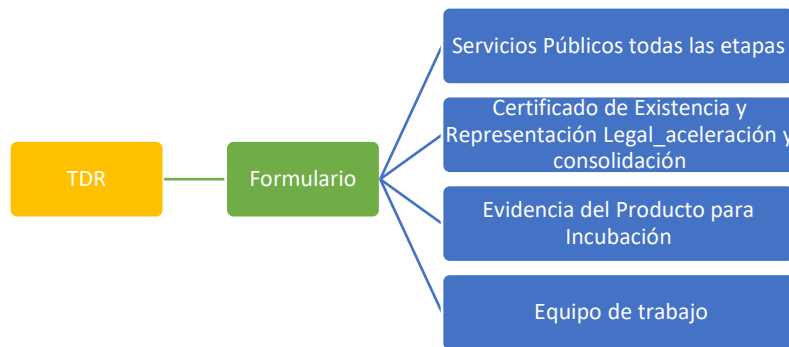 TDR
Formulario
Servicios Públicos todas las etapas
Certificado de Existencia y
Representación Legal_aceleración y
consolidación
Evidencia del Producto para
Incubación
Equipo de trabajo